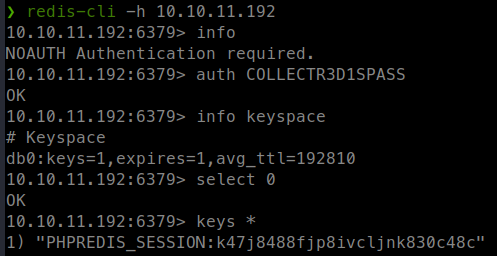 ❯ redis-cli -h 10.10.11.192
10.10.11.192:6379> info
NOAUTH Authentication required.
10.10.11.192:6379> auth COLLECTR3D1SPASS
OK
10.10.11.192:6379> info keyspace
# Keyspace
db0:keys=1,expires=1,avg_ttl=192810
10.10.11.192:6379> select 0
OK
10.10.11.192:6379> keys *
1) "PHPREDIS_SESSION:k47j8488fjp8ivcljnk830c48c"